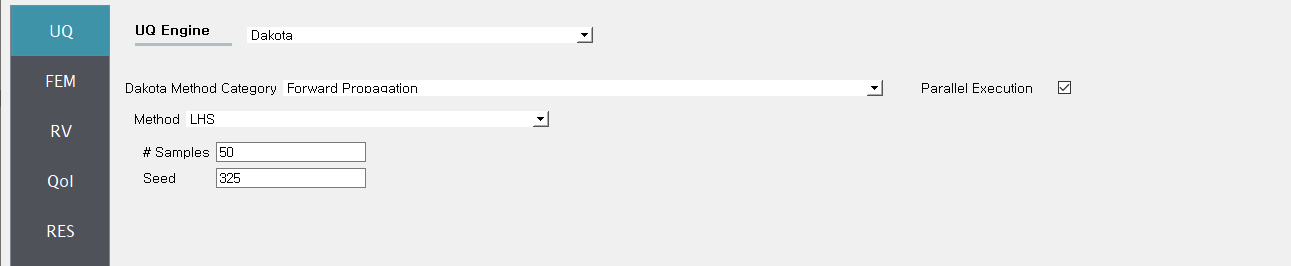 UQ
FEM
RV
QoI
RES
UQ Engine Dakota
Dakota Method Category Forward Propagation Parallel Execution
Method LHS
# Samples 50
Seed 325